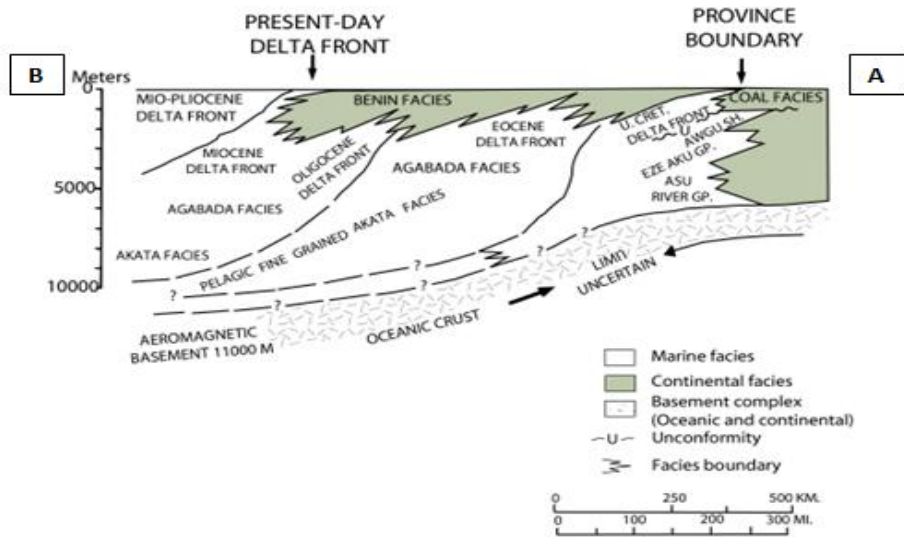 PRESENT-DAY
DELTA FRONT
PROVINCE
BOUNDARY
B
A
Meters
0
5000
10000
MIO-PLIOCENE
DELTA FRONT
BENIN FACIES
COAL FACIES
U. CRET.
DELTA FRONT
U
AWGU SH.
EZE AKU GP.
ASU
RIVER GP.
EOCENE
DELTA FRONT
MIOCENE
DELTA FRONT
OLIGOCENE
DELTA FRONT
AGABADA FACIES
AGABADA FACIES
AKATA FACIES
PELAGIC FINE GRAINED AKATA FACIES
?
?
?
?
?
?
LIMIT
UNCERTAIN
AEROMAGNETIC
BASEMENT 11000 M
OCEANIC CRUST
Marine facies
Continental facies
Basement complex
(Oceanic and continental)
U Unconformity
Facies boundary
0 250 500 KM.
0 100 200 300 MI.